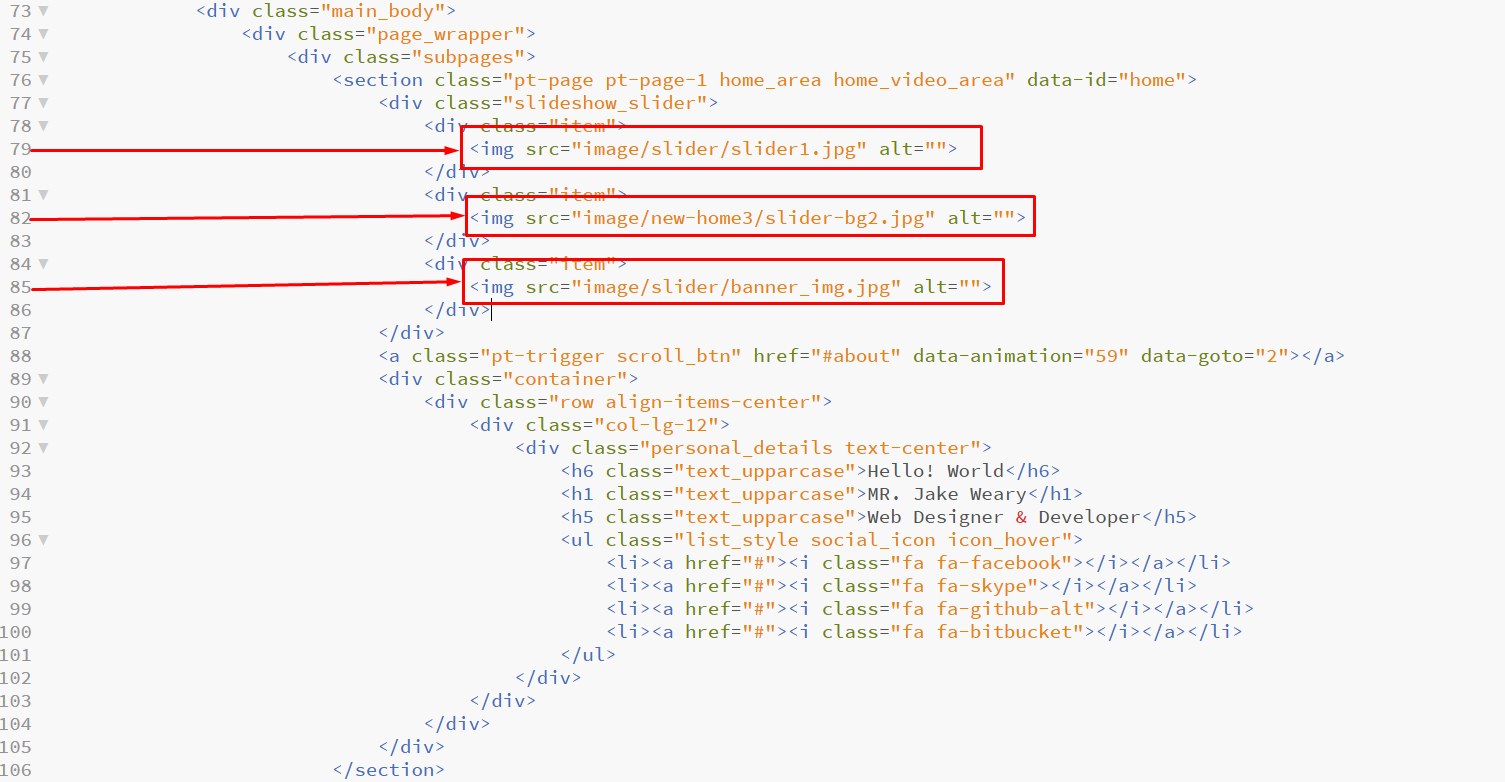 73 <div class="main_body">
74 <div class="page_wrapper">
75 <div class="subpages">
76 <section class="pt-page pt-page-1 home_area home_video_area" data-id="home">
77 <div class="slideshow_slider">
78 <div class="item">
79 <img src="image/slider/slider1.jpg" alt="">
80 </div>
81 <div class="item">
82 <img src="image/new-home3/slider-bg2.jpg" alt="">
83 </div>
84 <div class="item">
85 <img src="image/slider/banner_img.jpg" alt="">
86 </div>
87 </div>
88 <a class="pt-trigger scroll_btn" href="#about" data-animation="59" data-goto="2"></a>
89 <div class="container">
90 <div class="row align-items-center">
91 <div class="col-lg-12">
92 <div class="personal_details text-center">
93 <h6 class="text_upparcase">Hello! World</h6>
94 <h1 class="text_upparcase">MR. Jake Weary</h1>
95 <h5 class="text_upparcase">Web Designer & Developer</h5>
96 <ul class="list_style social_icon icon_hover">
97 <li><a href="#"><i class="fa fa-facebook"></i></a></li>
98 <li><a href="#"><i class="fa fa-skype"></i></a></li>
99 <li><a href="#"><i class="fa fa-github-alt"></i></a></li>
100 <li><a href="#"><i class="fa fa-bitbucket"></i></a></li>
101 </ul>
102 </div>
103 </div>
104 </div>
105 </div>
106 </section>